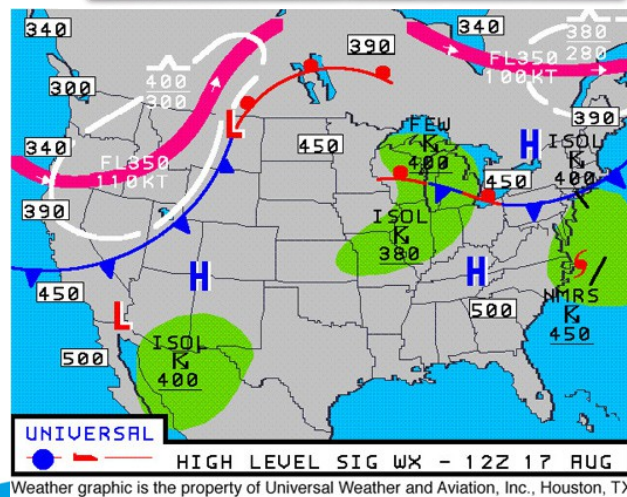 340
340
390
380
280
400
300
300
FL350
100KT
390
FEW
400
450
H
ISOL
400
L
340
FL350
110KT
450
390
ISOL
380
H
H
450
NMRS
450
L
500
500
ISOL
400
UNIVERSAL
HIGH LEVEL SIG WX - 12Z 17 AUG
Weather graphic is the property of Universal Weather and Aviation, Inc., Houston, TX